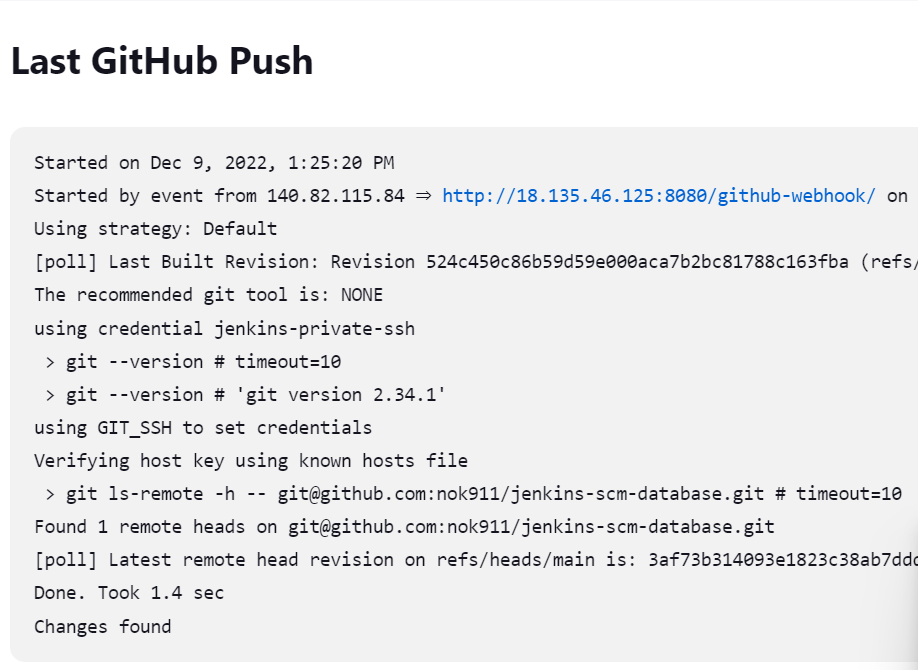 Last GitHub Push
Started on Dec 9, 2022, 1:25:20 PM
Started by event from 140.82.115.84 ⇒ http://18.135.46.125:8080/github-webhook/ on
Using strategy: Default
[poll] Last Built Revision: Revision 524c450c86b59d59e000aca7b2bc81788c163fba (refs/
The recommended git tool is: NONE
using credential jenkins-private-ssh
> git --version # timeout=10
> git --version # 'git version 2.34.1'
using GIT_SSH to set credentials
Verifying host key using known hosts file
> git ls-remote -h -- git@github.com:nok911/jenkins-scm-database.git # timeout=10
Found 1 remote heads on git@github.com:nok911/jenkins-scm-database.git
[poll] Latest remote head revision on refs/heads/main is: 3af73b314093e1823c38ab7ddd
Done. Took 1.4 sec
Changes found